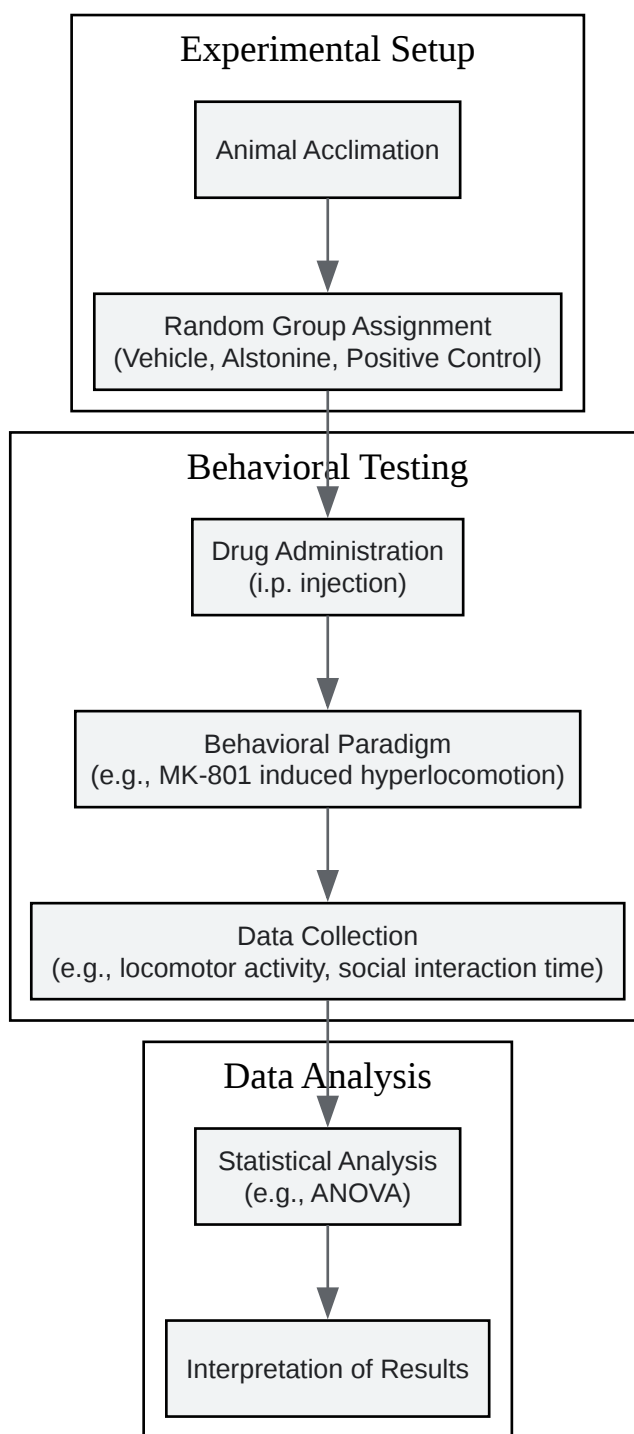 Experimental Setup
Animal Acclimation
Random Group Assignment
(Vehicle, Alstonine, Positive Control)
Behavioral Testing
Drug Administration
(i.p. injection)
Behavioral Paradigm
(e.g., MK-801 induced hyperlocomotion)
Data Collection
(e.g., locomotor activity, social interaction time)
Data Analysis
Statistical Analysis
(e.g., ANOVA)
Interpretation of Results